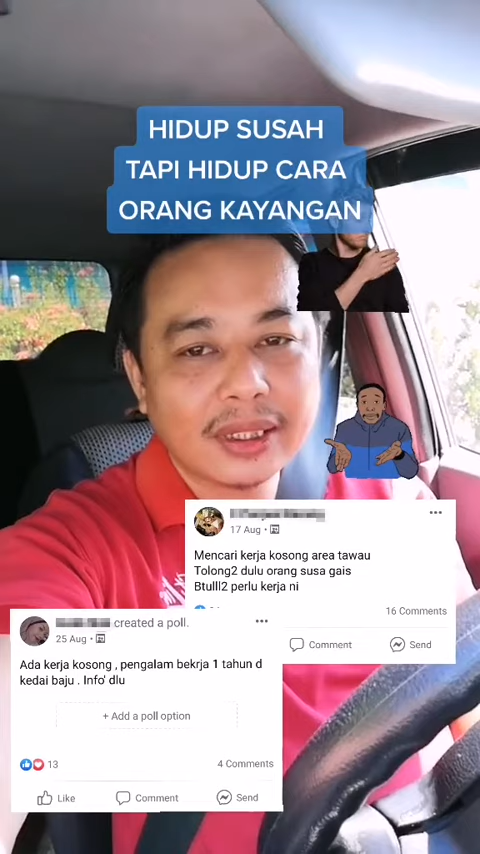 HIDUP SUSAH
TAPI HIDUP CARA
ORANG KAYANGAN
17 Aug
Mencari kerja kosong area tawau
Tolong2 dulu orang susa gais
Btulll2 perlu kerja ni
16 Comments
Comment
Send
created a poll.
25 Aug
Ada kerja kosong , pengalam bekrja 1 tahun d
kedai baju . Info' dlu
+ Add a poll option
13
4 Comments
Like
Comment
Send